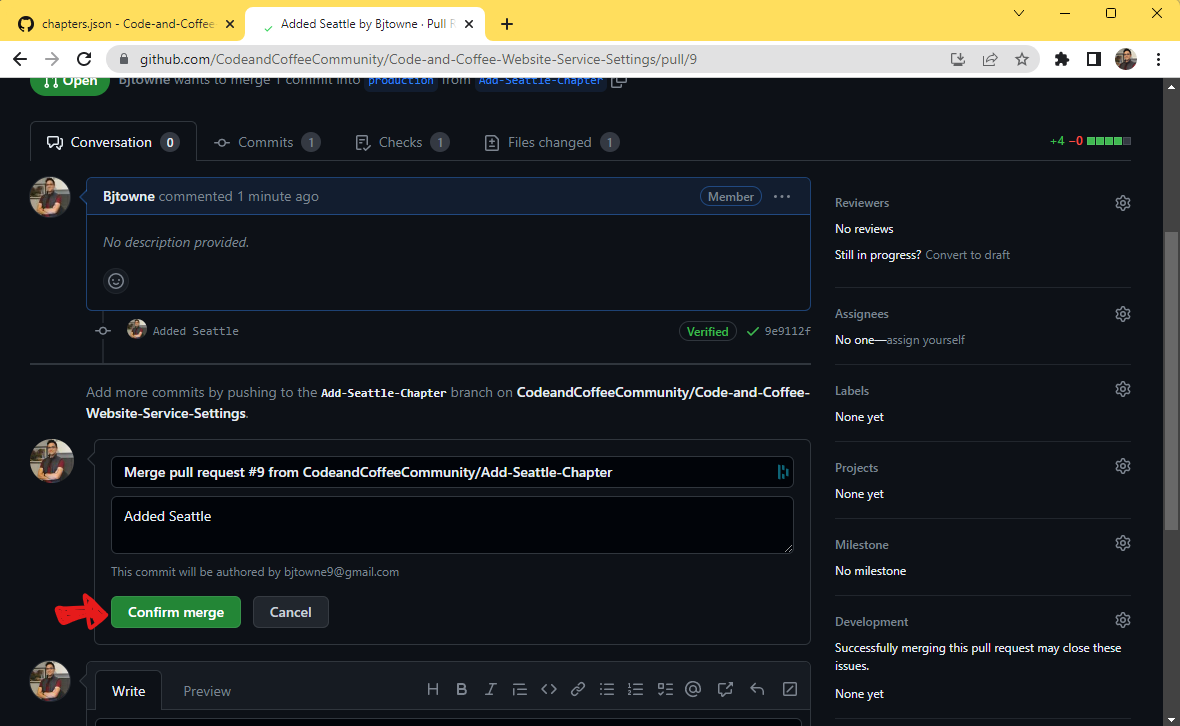 chapters.json - Code-and-Coffee
Added Seattle by Bjtowne · Pull R
github.com/CodeandCoffeeCommunity/Code-and-Coffee-Website-Service-Settings/pull/9
Open
Bjtowne wants to merge 1 commit into production from Add-Seattle-Chapter
Conversation 0
Commits 1
Checks 1
Files changed 1
+4 −0
Bjtowne commented 1 minute ago
Member
No description provided.
Added Seattle
Verified
9e9112f
Add more commits by pushing to the Add-Seattle-Chapter branch on CodeandCoffeeCommunity/Code-and-Coffee-
Website-Service-Settings.
Merge pull request #9 from CodeandCoffeeCommunity/Add-Seattle-Chapter
Added Seattle
This commit will be authored by bjtowne9@gmail.com
Confirm merge
Cancel
Write
Preview
Reviewers
No reviews
Still in progress? Convert to draft
Assignees
No one—assign yourself
Labels
None yet
Projects
None yet
Milestone
No milestone
Development
Successfully merging this pull request may close these
issues.
None yet